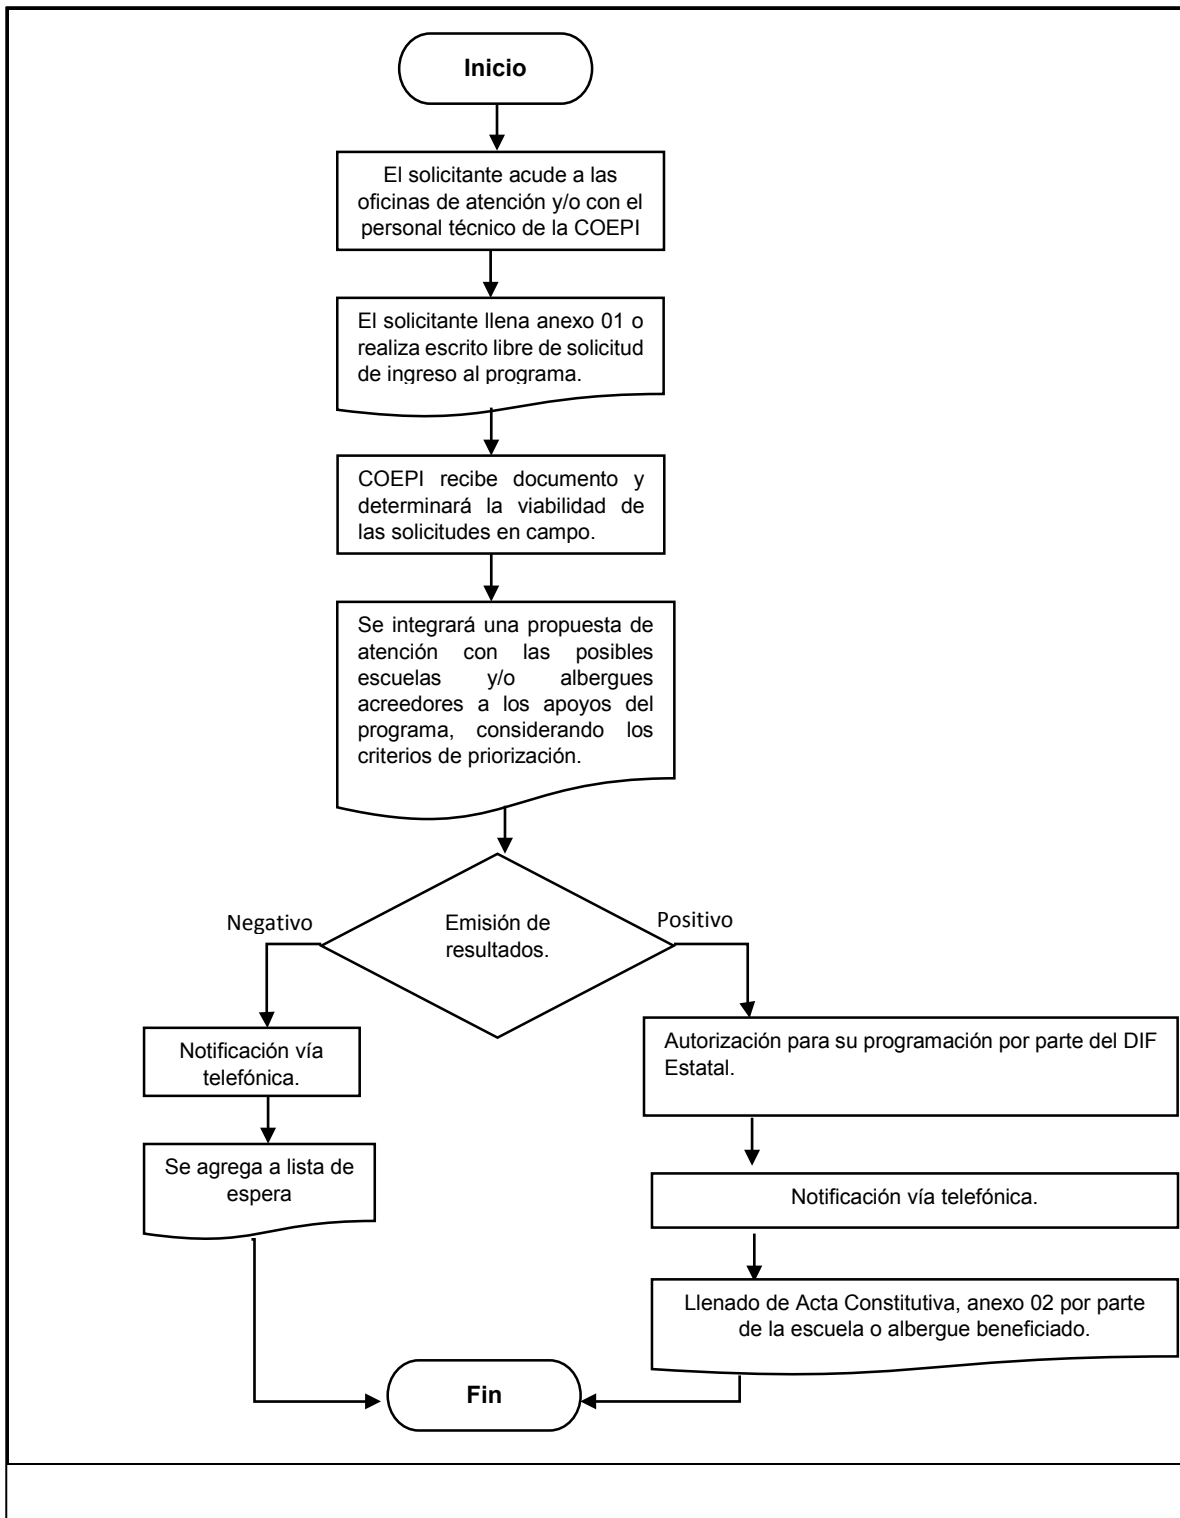 Inicio
El solicitante acude a las
oficinas de atención y/o con el
personal técnico de la COEPI
El solicitante llena anexo 01 o
realiza escrito libre de solicitud
de ingreso al programa.
COEPI recibe documento y
determinará la viabilidad de
las solicitudes en campo.
Se integrará una propuesta de
atención con las posibles
escuelas y/o albergues
acreedores a los apoyos del
programa, considerando los
criterios de priorización.
Emisión de
resultados.
Negativo
Notificación vía
telefónica.
Se agrega a lista de
espera
Positivo
Autorización para su programación por parte del DIF
Estatal.
Notificación vía telefónica.
Llenado de Acta Constitutiva, anexo 02 por parte
de la escuela o albergue beneficiado.
Fin